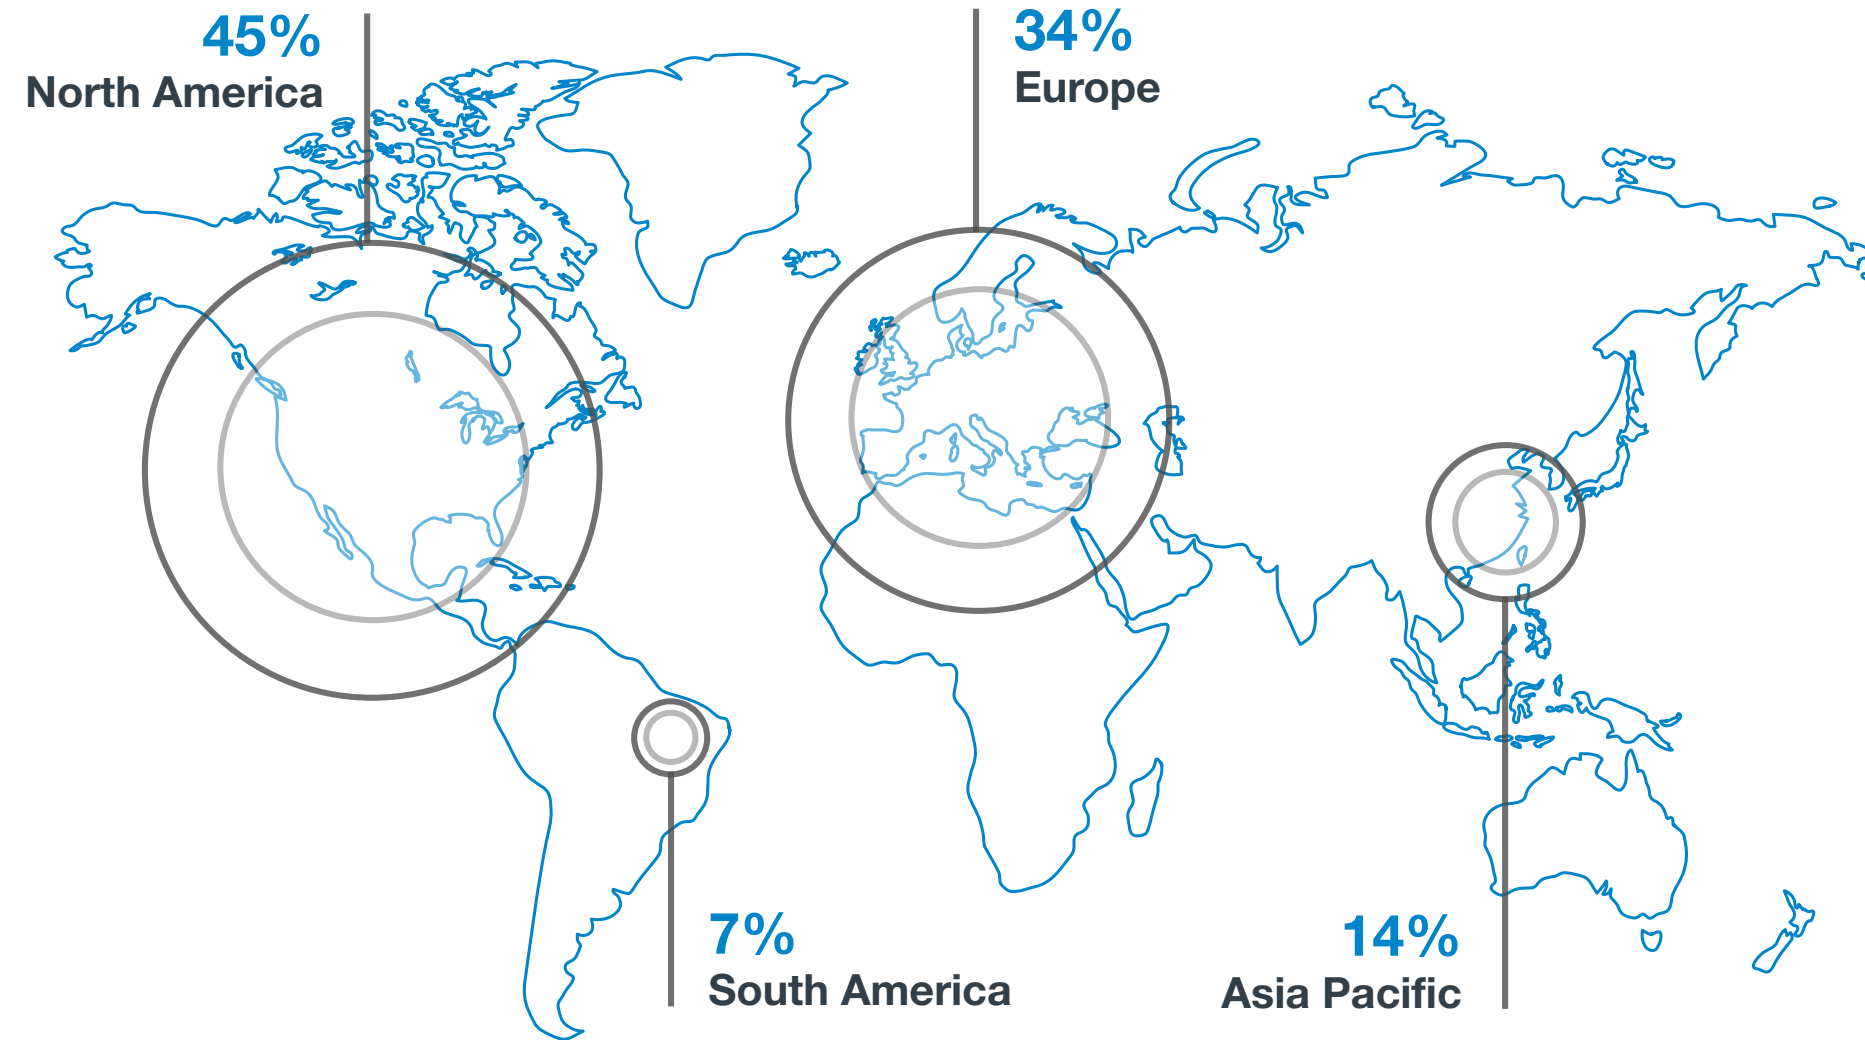 45%
North America
34%
Europe
7%
South America
14%
Asia Pacific